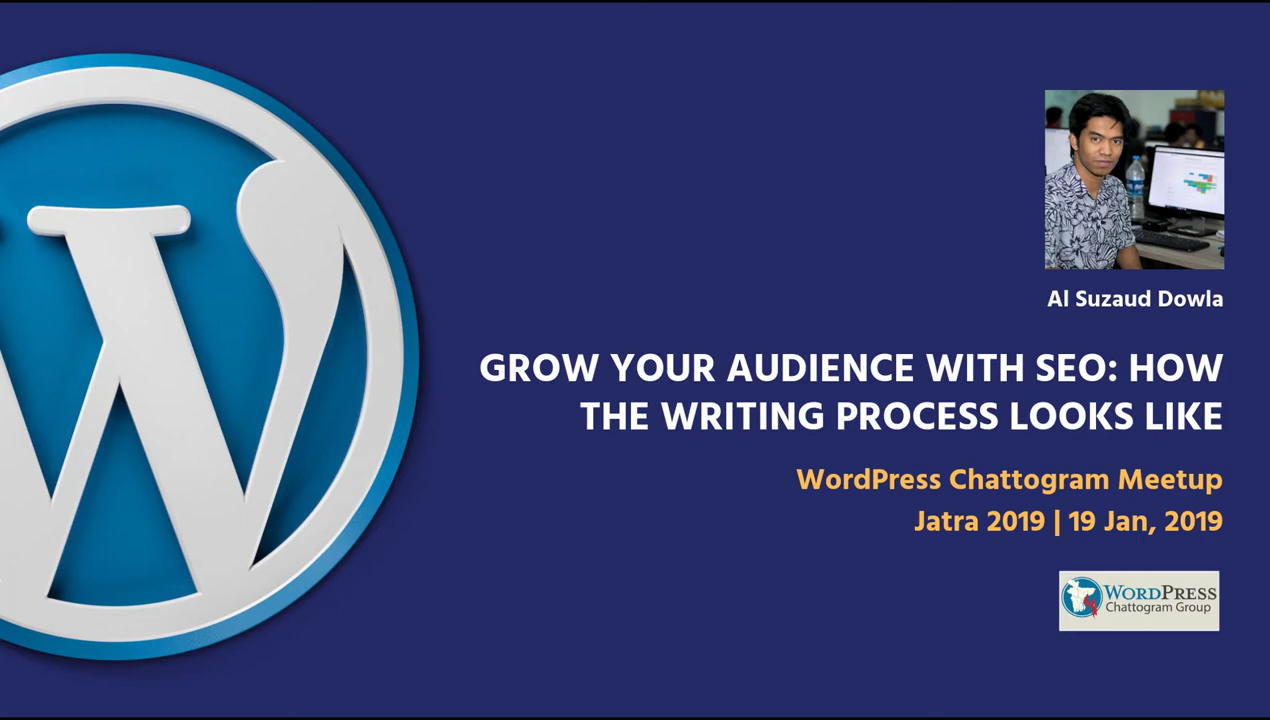 Al Suzaud Dowla
GROW YOUR AUDIENCE WITH SEO: HOW
THE WRITING PROCESS LOOKS LIKE
WordPress Chattogram Meetup
Jatra 2019 | 19 Jan, 2019
WORDPRESS
Chattogram Group